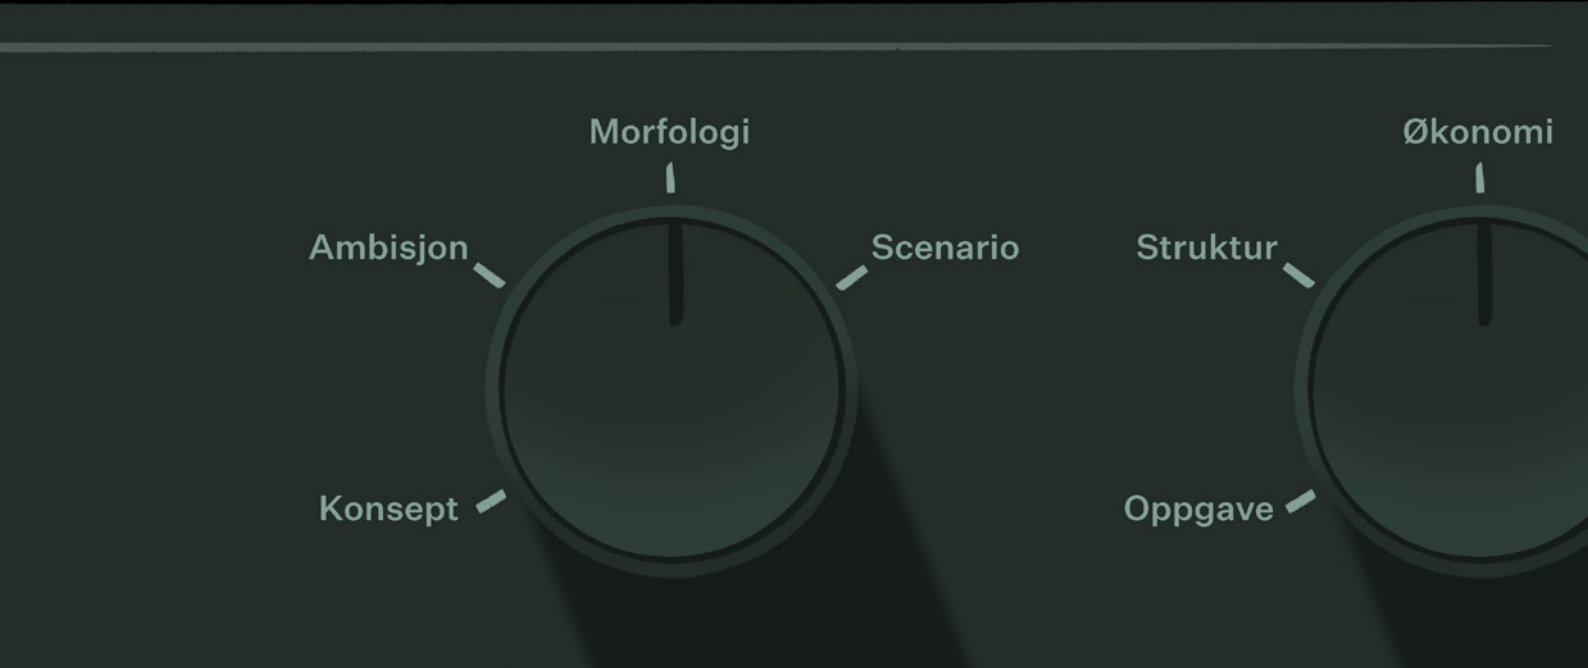 Morfologi
Ambisjon
Scenario
Konsept
Økonomi
Struktur
Oppgave